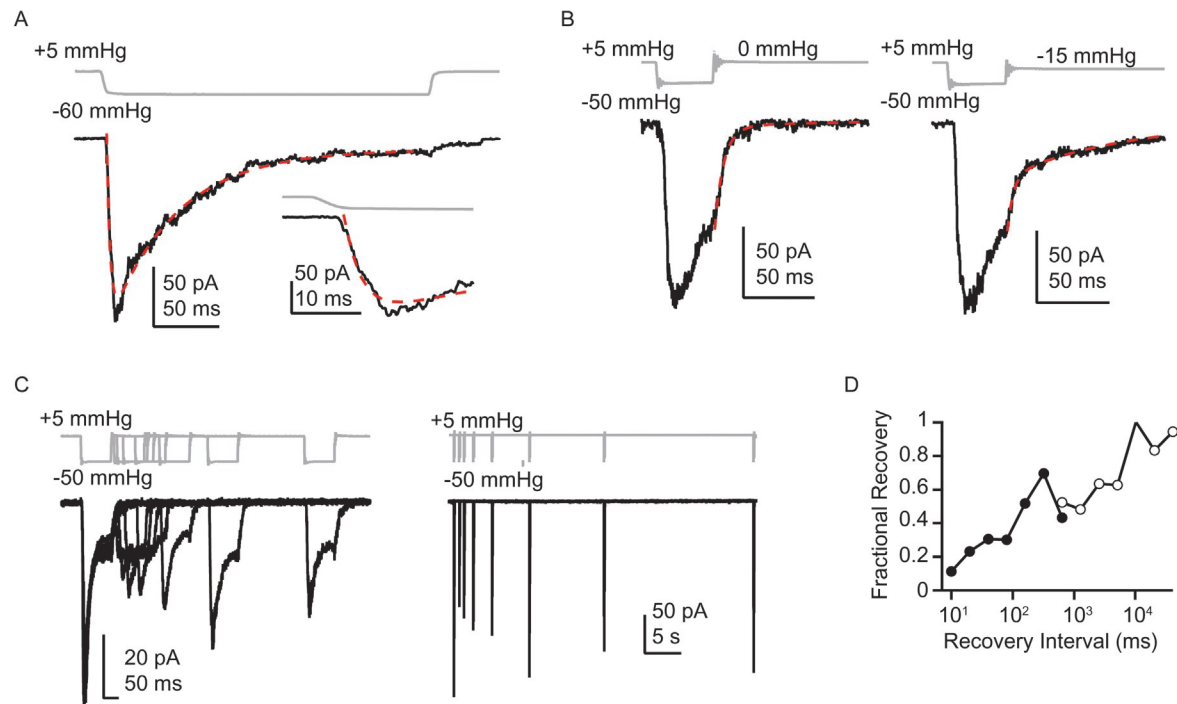 A
+5 mmHg
-60 mmHg
50 pA
50 ms
50 pA
10 ms
B
+5 mmHg
0 mmHg
-50 mmHg
50 pA
50 ms
+5 mmHg
-15 mmHg
-50 mmHg
50 pA
50 ms
C
+5 mmHg
-50 mmHg
20 pA
50 ms
+5 mmHg
-50 mmHg
50 pA
5 s
D
Fractional Recovery
1
0.8
0.6
0.4
0.2
0
10¹ 10² 10³ 10⁴
Recovery Interval (ms)